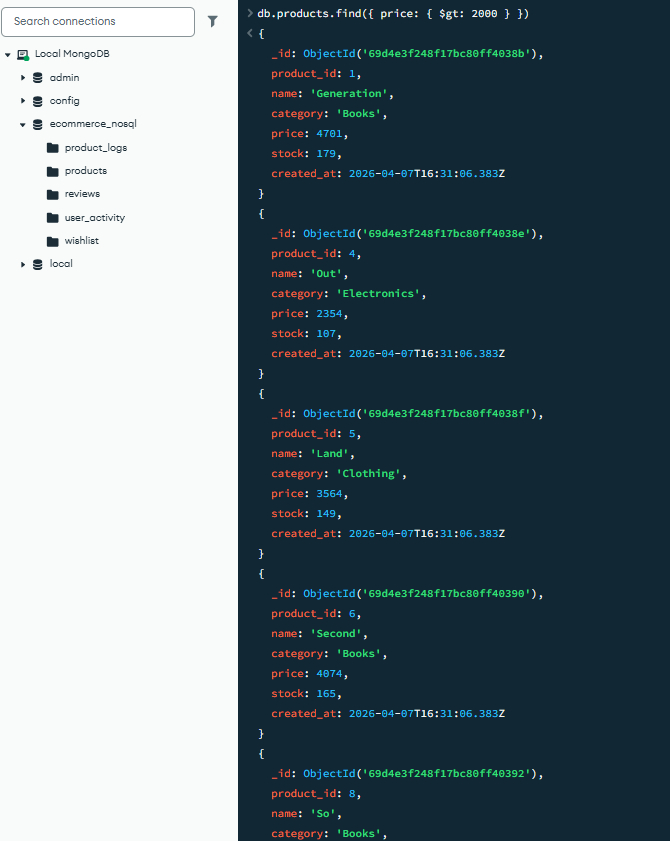 Search connections
Local MongoDB
admin
config
ecommerce_nosql
product_logs
products
reviews
user_activity
wishlist
local
db.products.find({ price: { $gt: 2000 } })
{
_id: ObjectId('69d4e3f248f17bc80ff4038b'),
product_id: 1,
name: 'Generation',
category: 'Books',
price: 4701,
stock: 179,
created_at: 2026-04-07T16:31:06.383Z
}
{
_id: ObjectId('69d4e3f248f17bc80ff4038e'),
product_id: 4,
name: 'Out',
category: 'Electronics',
price: 2354,
stock: 107,
created_at: 2026-04-07T16:31:06.383Z
}
{
_id: ObjectId('69d4e3f248f17bc80ff4038f'),
product_id: 5,
name: 'Land',
category: 'Clothing',
price: 3564,
stock: 149,
created_at: 2026-04-07T16:31:06.383Z
}
{
_id: ObjectId('69d4e3f248f17bc80ff40390'),
product_id: 6,
name: 'Second',
category: 'Books',
price: 4074,
stock: 165,
created_at: 2026-04-07T16:31:06.383Z
}
{
_id: ObjectId('69d4e3f248f17bc80ff40392'),
product_id: 8,
name: 'So',
category: 'Books',